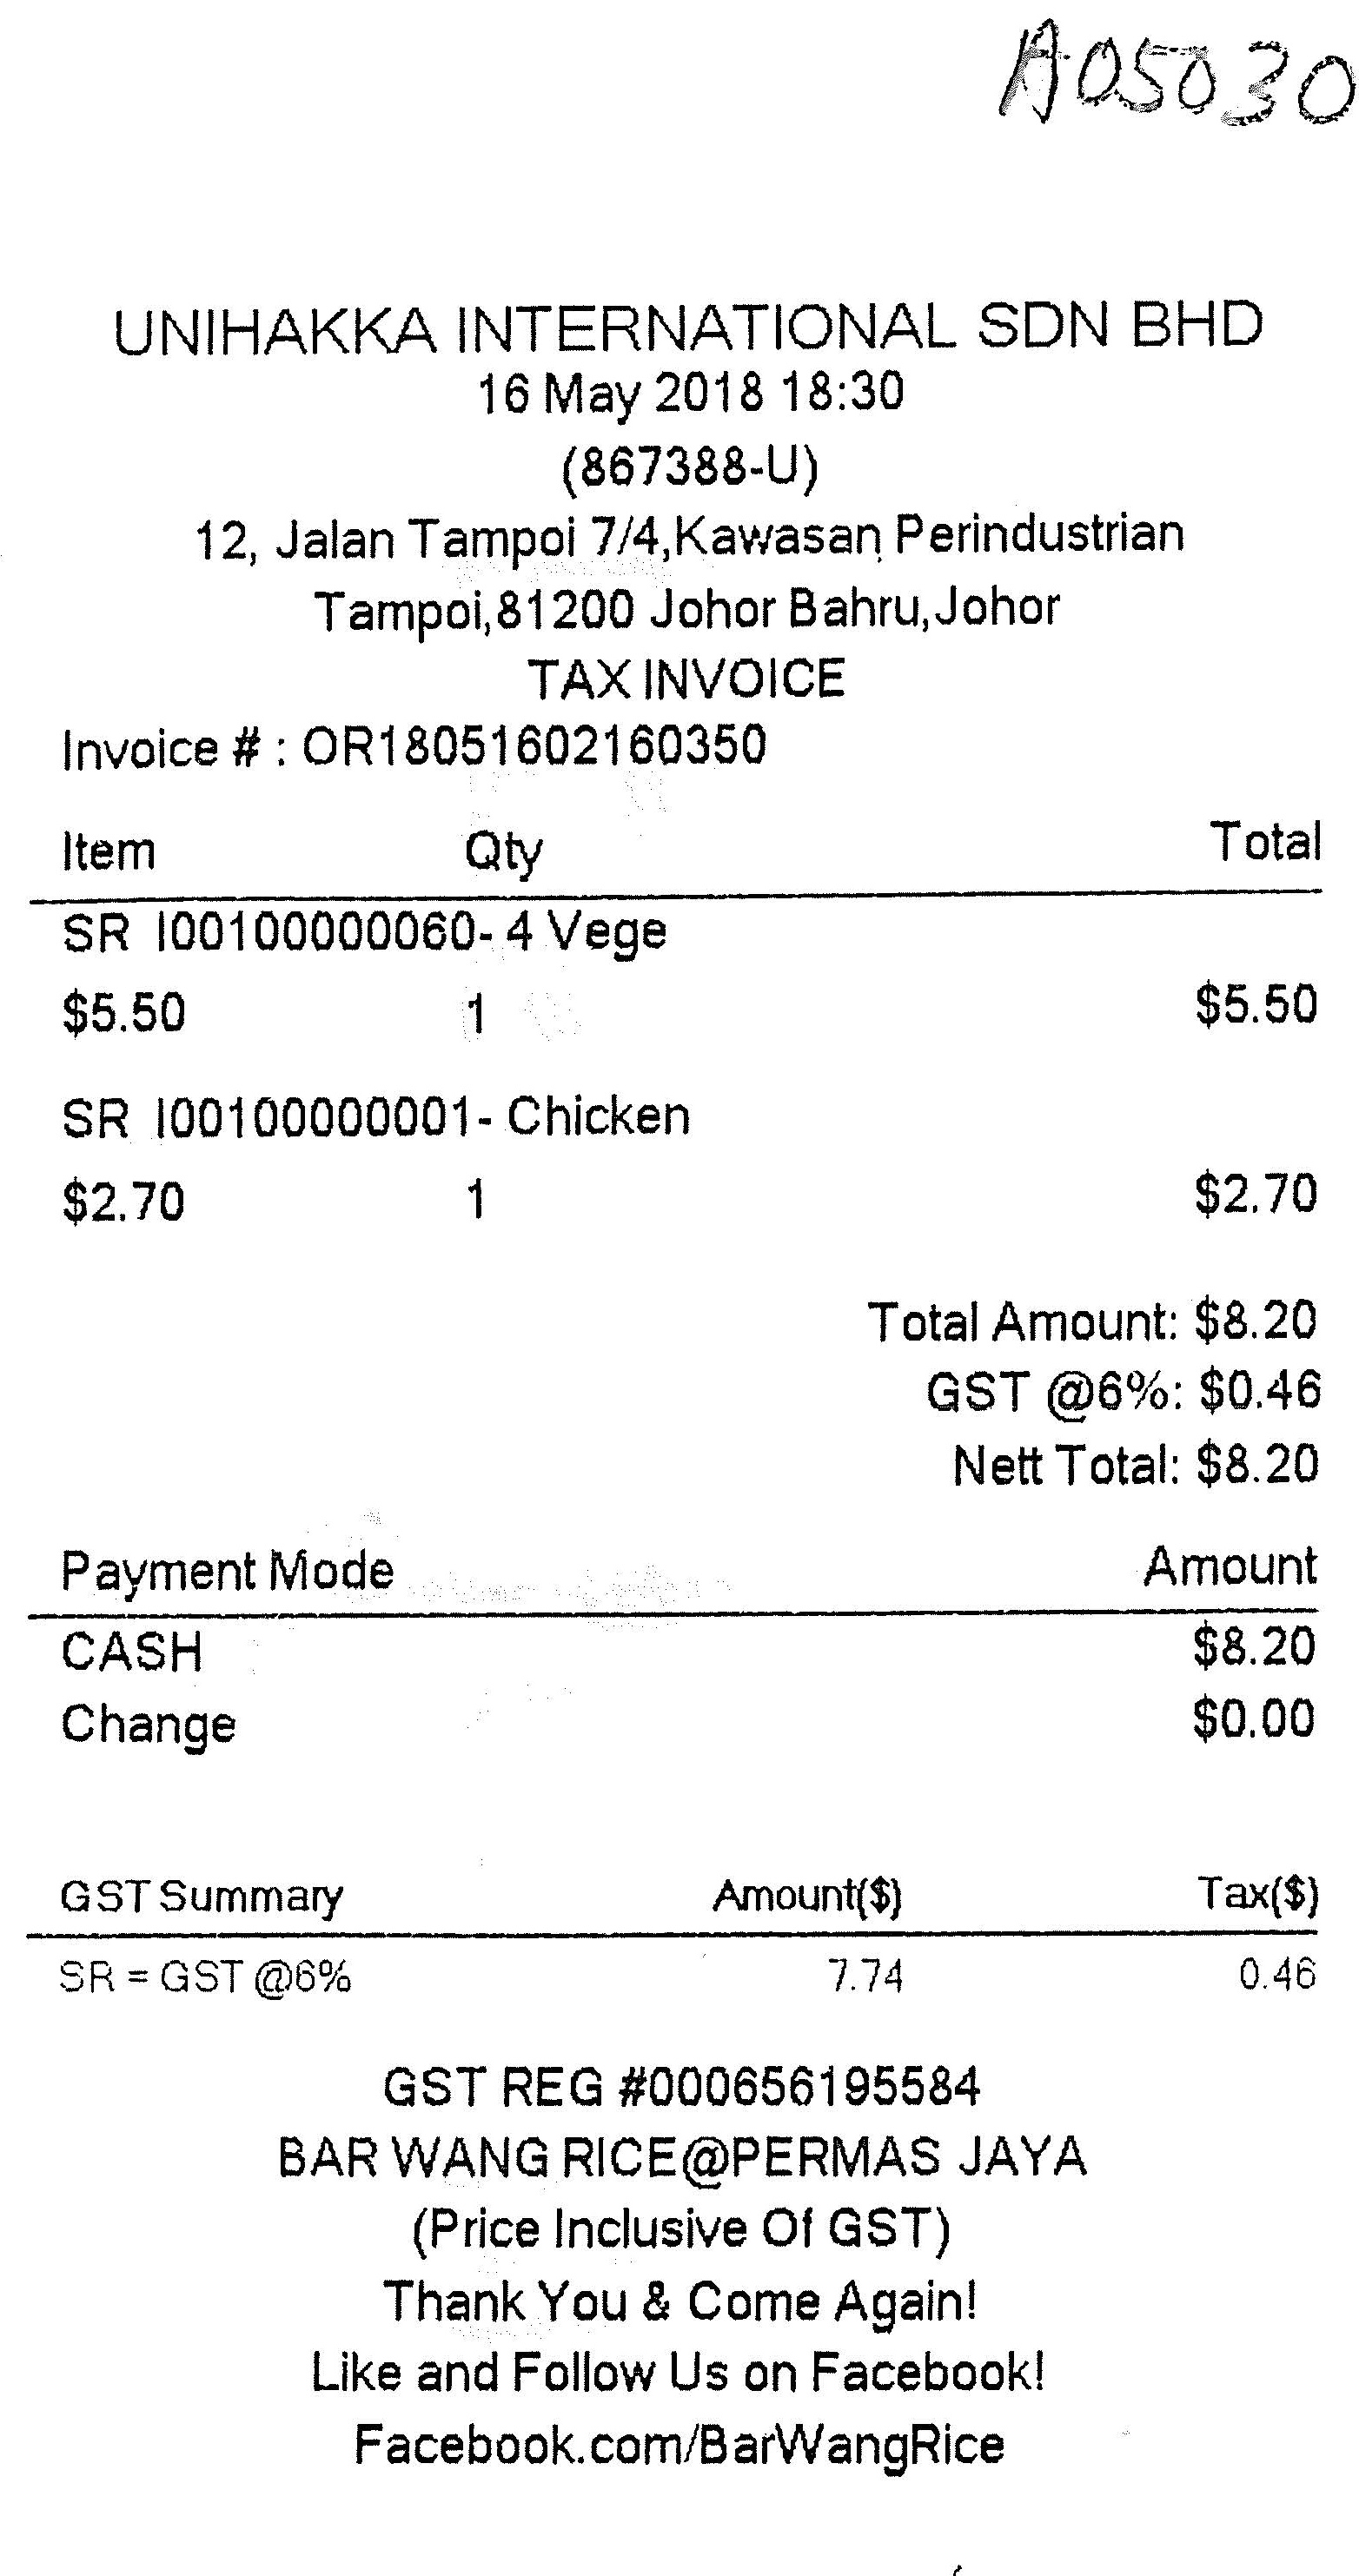 A05030
UNIHAKKA INTERNATIONAL SDN BHD
16 May 2018 18:30
(867388-U)
12, Jalan Tampoi 7/4,Kawasan Perindustrian
Tampoi,81200 Johor Bahru,Johor
TAX INVOICE
Invoice # : OR18051602160350
Item Qty Total
SR I00100000060- 4 Vege
$5.50 1 $5.50
SR I00100000001- Chicken
$2.70 1 $2.70
Total Amount: $8.20
GST @6%: $0.46
Nett Total: $8.20
Payment Mode Amount
CASH $8.20
Change $0.00
GST Summary Amount($) Tax($)
SR = GST @6% 7.74 0.46
GST REG #000656195584
BAR WANG RICE@PERMAS JAYA
(Price Inclusive Of GST)
Thank You & Come Again!
Like and Follow Us on Facebook!
Facebook.com/BarWangRice